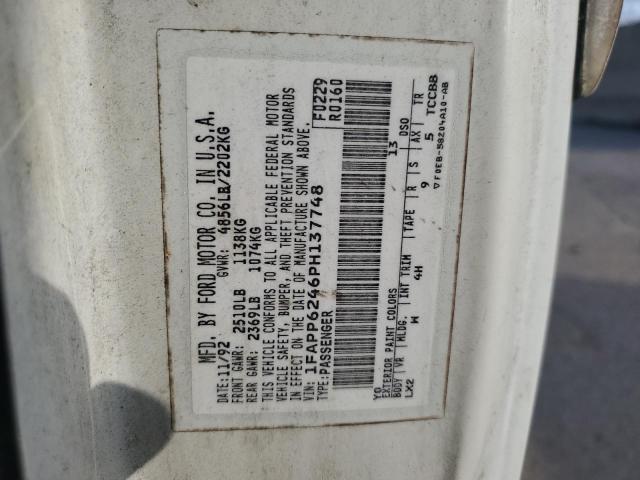 MFD. BY FORD MOTOR CO. IN U.S.A.
DATE: 11/92 GVWR: 4856LB/2202KG
FRONT GAWR: 2510LB 1138KG
REAR GAWR: 2369LB 1074KG
THIS VEHICLE CONFORMS TO ALL APPLICABLE FEDERAL MOTOR
VEHICLE SAFETY, BUMPER, AND THEFT PREVENTION STANDARDS
IN EFFECT ON THE DATE OF MANUFACTURE SHOWN ABOVE.
VIN: 1FAPP6246PH137748 F0229
TYPE: PASSENGER R0160
YO 13 DSO
EXTERIOR PAINT COLORS
BODY VR MLDG. INT TRIM TAPE R S AX TR
LX2 W 4H 9 5 TCCBB
▽F0EB-58204A10-AB